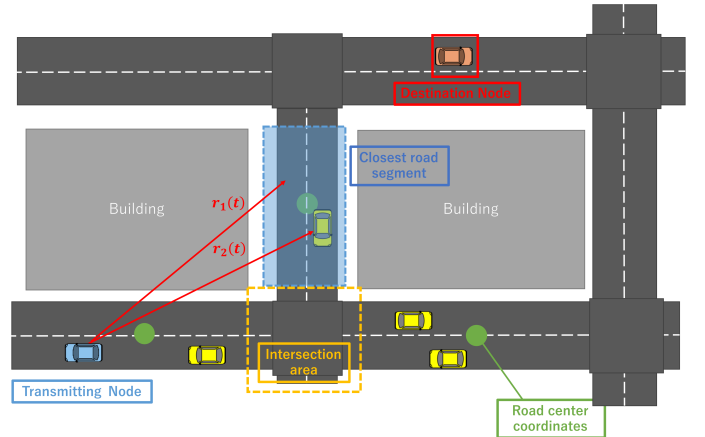 Destination Node
Closest road
segment
Building
Building
r₁(t)
r₂(t)
Intersection
area
Transmitting Node
Road center
coordinates